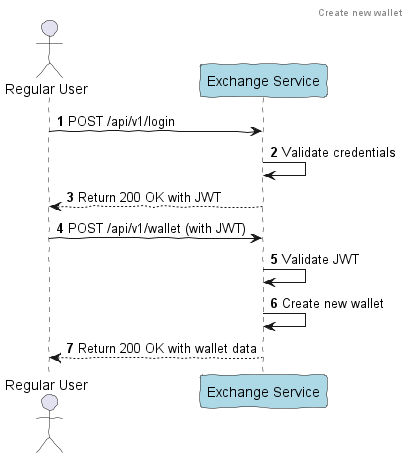 Create new wallet
Regular User
Exchange Service
1 POST /api/v1/login
2 Validate credentials
3 Return 200 OK with JWT
4 POST /api/v1/wallet (with JWT)
5 Validate JWT
6 Create new wallet
7 Return 200 OK with wallet data
Regular User
Exchange Service